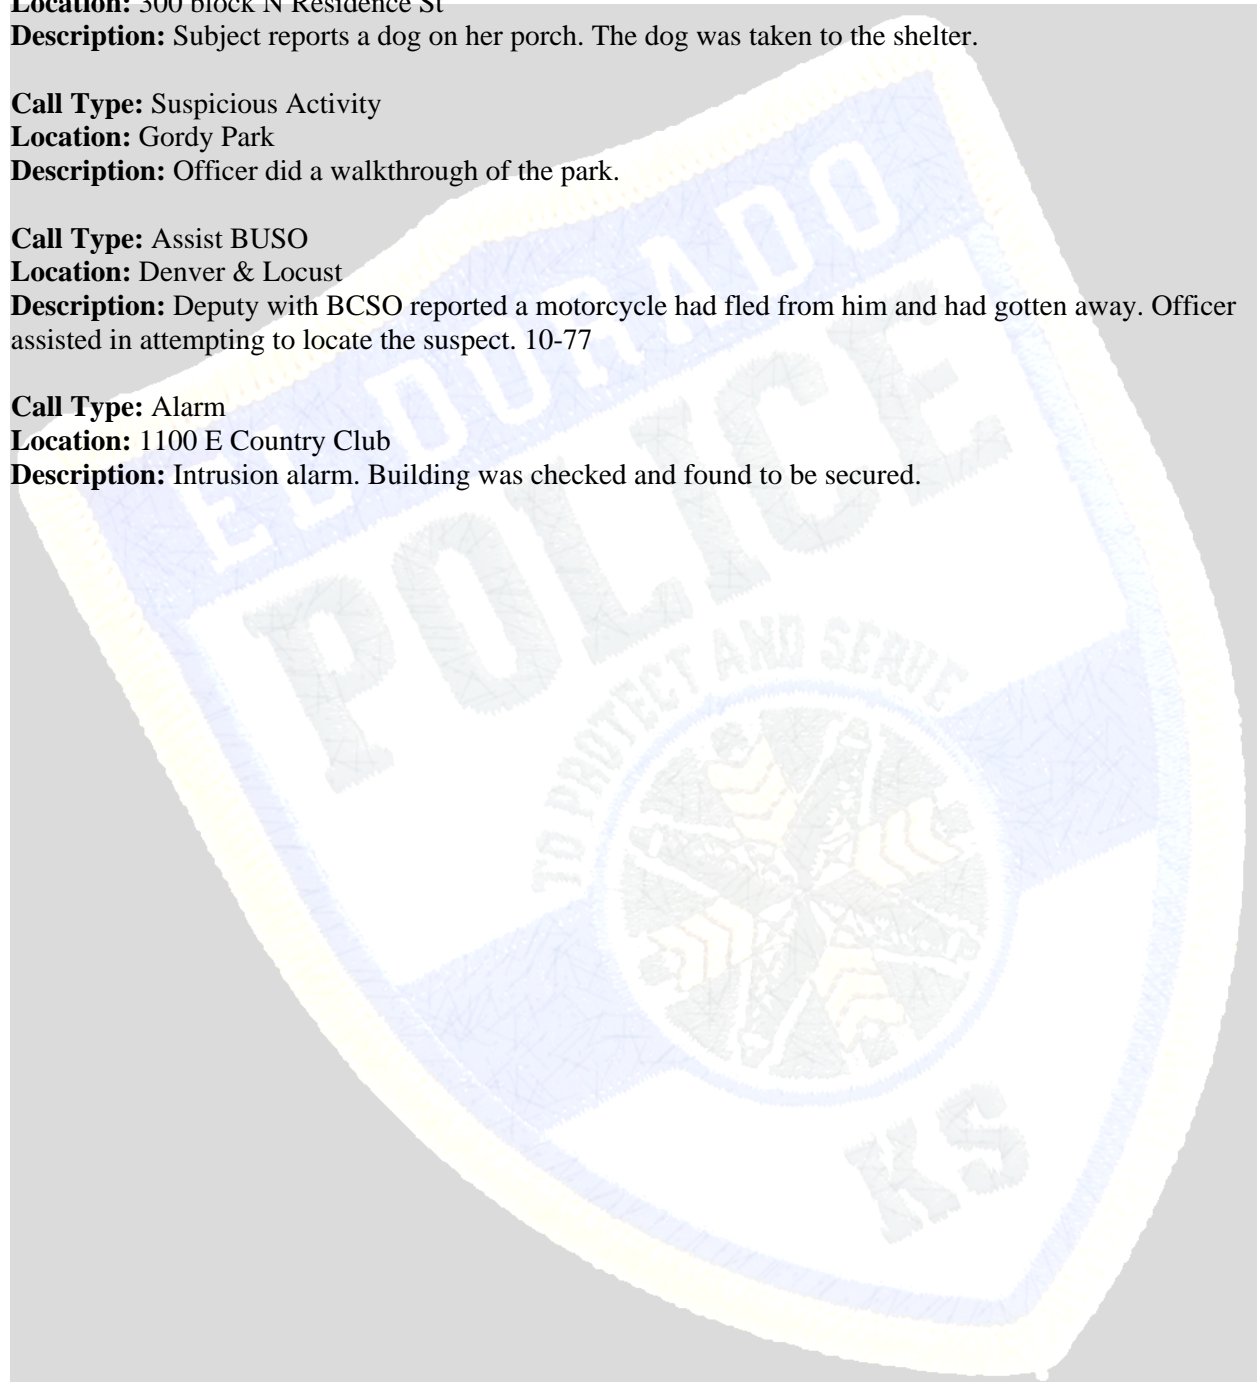 Location: 300 block N Residence St
Description: Subject reports a dog on her porch. The dog was taken to the shelter.
Call Type: Suspicious Activity
Location: Gordy Park
Description: Officer did a walkthrough of the park.
Call Type: Assist BUSO
Location: Denver & Locust
Description: Deputy with BCSO reported a motorcycle had fled from him and had gotten away. Officer
assisted in attempting to locate the suspect. 10-77
Call Type: Alarm
Location: 1100 E Country Club
Description: Intrusion alarm. Building was checked and found to be secured.
EL DORADO
POLICE
TO PROTECT AND SERVE
KS